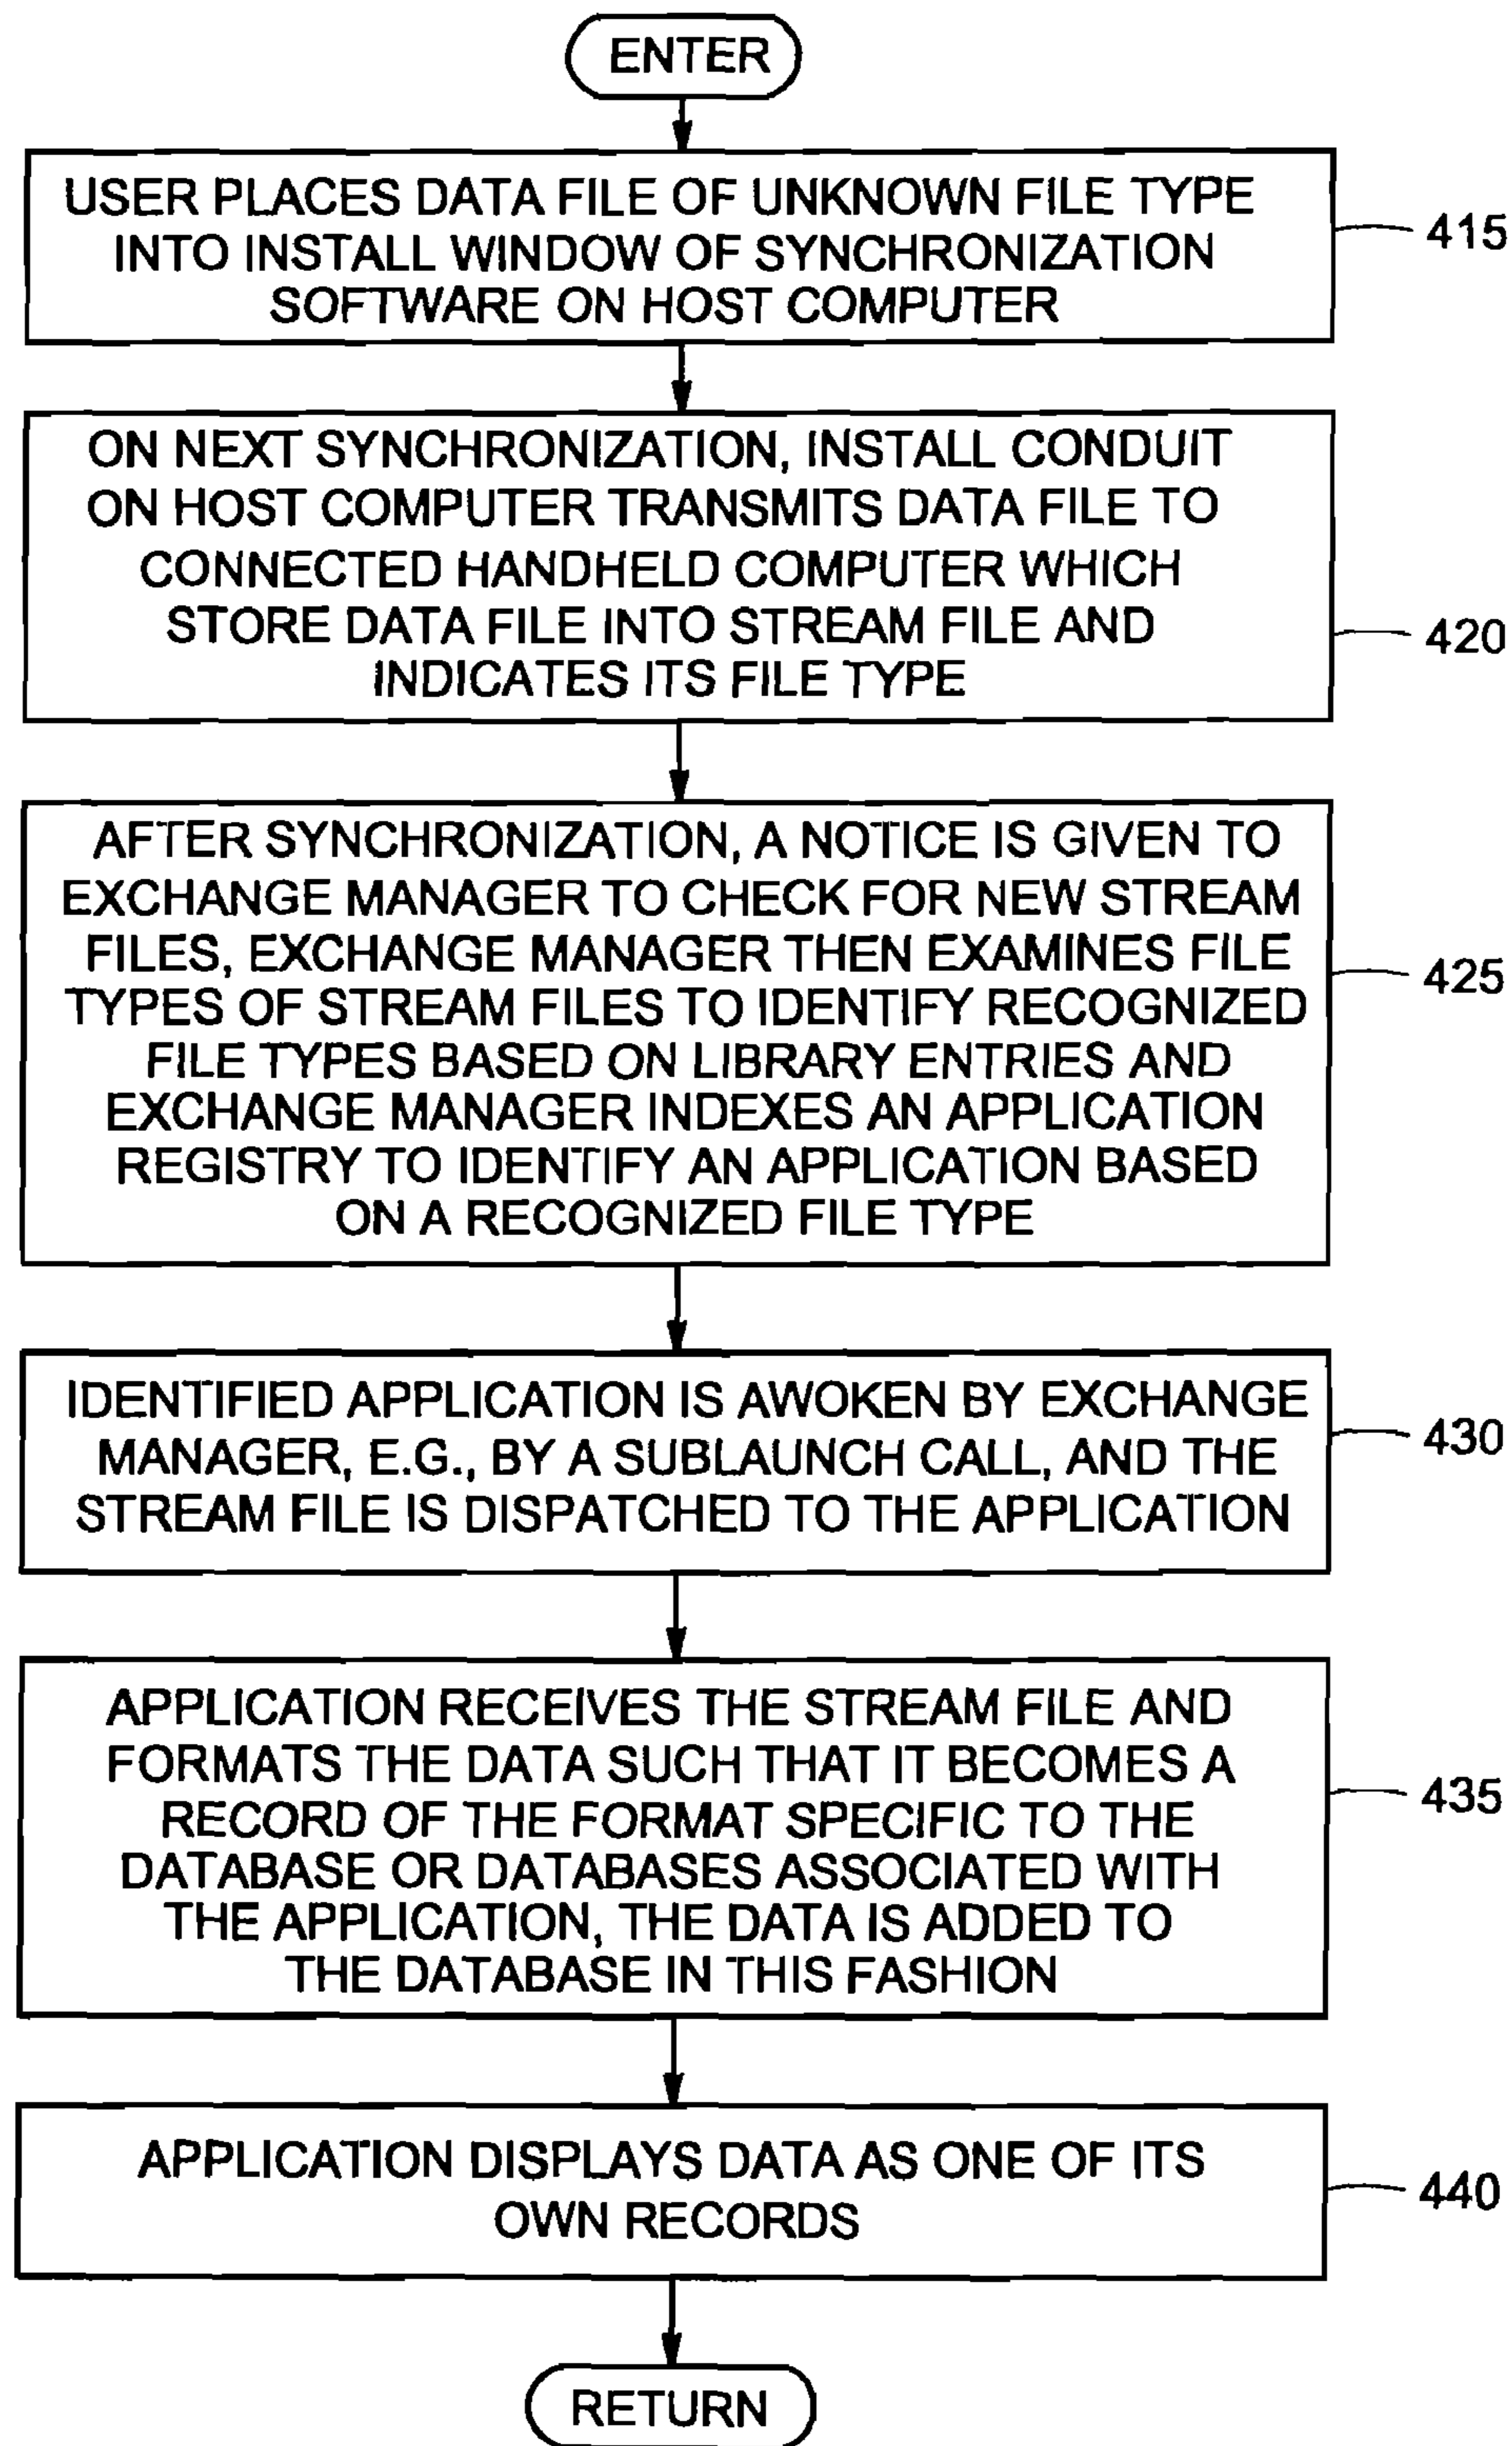 ENTER
USER PLACES DATA FILE OF UNKNOWN FILE TYPE
INTO INSTALL WINDOW OF SYNCHRONIZATION
SOFTWARE ON HOST COMPUTER
415
ON NEXT SYNCHRONIZATION, INSTALL CONDUIT
ON HOST COMPUTER TRANSMITS DATA FILE TO
CONNECTED HANDHELD COMPUTER WHICH
STORE DATA FILE INTO STREAM FILE AND
INDICATES ITS FILE TYPE
420
AFTER SYNCHRONIZATION, A NOTICE IS GIVEN TO
EXCHANGE MANAGER TO CHECK FOR NEW STREAM
FILES, EXCHANGE MANAGER THEN EXAMINES FILE
TYPES OF STREAM FILES TO IDENTIFY RECOGNIZED
FILE TYPES BASED ON LIBRARY ENTRIES AND
EXCHANGE MANAGER INDEXES AN APPLICATION
REGISTRY TO IDENTIFY AN APPLICATION BASED
ON A RECOGNIZED FILE TYPE
425
IDENTIFIED APPLICATION IS AWOKEN BY EXCHANGE
MANAGER, E.G., BY A SUBLAUNCH CALL, AND THE
STREAM FILE IS DISPATCHED TO THE APPLICATION
430
APPLICATION RECEIVES THE STREAM FILE AND
FORMATS THE DATA SUCH THAT IT BECOMES A
RECORD OF THE FORMAT SPECIFIC TO THE
DATABASE OR DATABASES ASSOCIATED WITH
THE APPLICATION, THE DATA IS ADDED TO
THE DATABASE IN THIS FASHION
435
APPLICATION DISPLAYS DATA AS ONE OF ITS
OWN RECORDS
440
RETURN